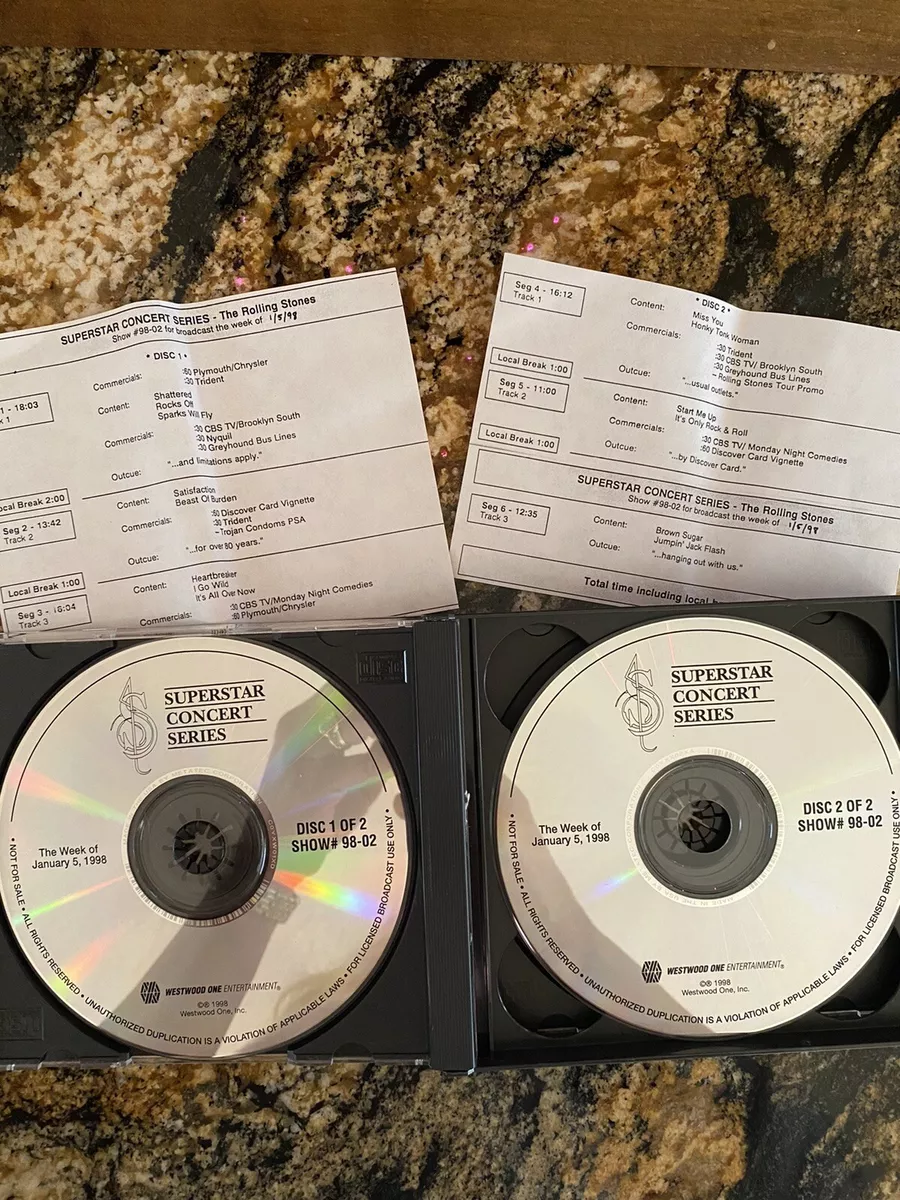 SUPERSTAR CONCERT SERIES - The Rolling Stones
Show #98-02 for broadcast the week of 1/5/98
• DISC 1 •
Commercials: :60 Plymouth/Chrysler
:30 Trident
1 - 18:03
Content: Shattered
Rocks Off
Sparks Will Fly
Commercials: :30 CBS TV/Brooklyn South
:30 Nyquil
:30 Greyhound Bus Lines
Outcue: "...and limitations apply."
Local Break 2:00
Seg 2 - 13:42
Track 2
Content: Satisfaction
Beast Of Burden
Commercials: :60 Discover Card Vignette
:30 Trident
~Trojan Condoms PSA
Outcue: "...for over 80 years."
Local Break 1:00
Seg 3 - 16:04
Track 3
Content: Heartbreaker
I Go Wild
It's All Over Now
Commercials: :30 CBS TV/Monday Night Comedies
:60 Plymouth/Chrysler
• DISC 2 •
Seg 4 - 16:12
Track 1
Content: Miss You
Honky Tonk Woman
Commercials: :30 Trident
:30 CBS TV/ Brooklyn South
:30 Greyhound Bus Lines
~ Rolling Stones Tour Promo
Outcue: "...usual outlets."
Local Break 1:00
Seg 5 - 11:00
Track 2
Content: Start Me Up
It's Only Rock & Roll
Commercials: :30 CBS TV/ Monday Night Comedies
:60 Discover Card Vignette
Outcue: "...by Discover Card."
Local Break 1:00
SUPERSTAR CONCERT SERIES - The Rolling Stones
Show #98-02 for broadcast the week of 1/5/98
Seg 6 - 12:35
Track 3
Content: Brown Sugar
Jumpin' Jack Flash
Outcue: "...hanging out with us."
Total time including local
SUPERSTAR
CONCERT
SERIES
The Week of
January 5, 1998
DISC 1 OF 2
SHOW# 98-02
WESTWOOD ONE ENTERTAINMENT®
©℗ 1998
Westwood One, Inc.
• NOT FOR SALE • ALL RIGHTS RESERVED • UNAUTHORIZED DUPLICATION IS A VIOLATION OF APPLICABLE LAWS • FOR LICENSED BROADCAST USE ONLY •
SUPERSTAR
CONCERT
SERIES
The Week of
January 5, 1998
DISC 2 OF 2
SHOW# 98-02
WESTWOOD ONE ENTERTAINMENT®
©℗ 1998
Westwood One, Inc.
• NOT FOR SALE • ALL RIGHTS RESERVED • UNAUTHORIZED DUPLICATION IS A VIOLATION OF APPLICABLE LAWS • FOR LICENSED BROADCAST USE ONLY •